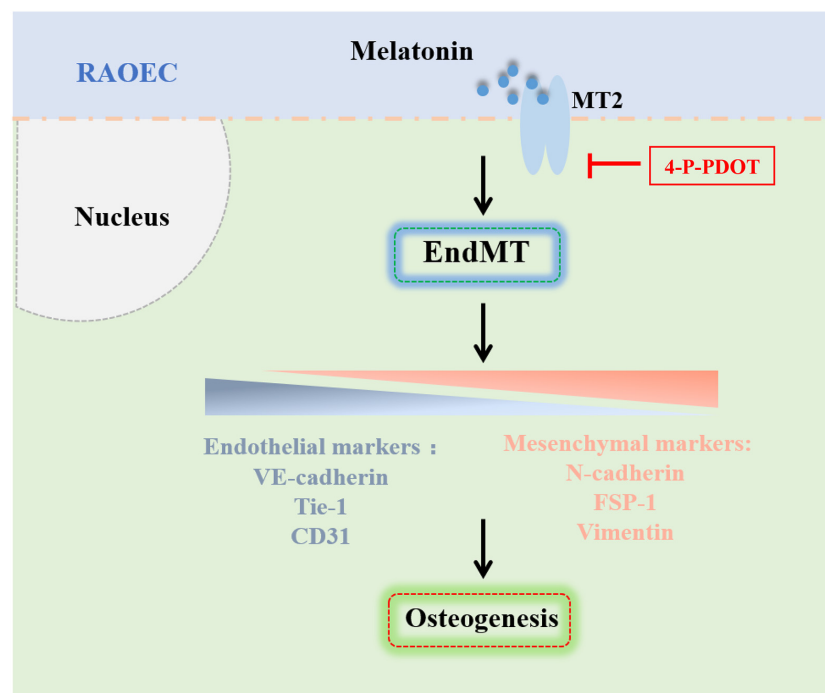 Melatonin
RAOEC
MT2
4-P-PDOT
Nucleus
EndMT
Endothelial markers：
VE-cadherin
Tie-1
CD31
Mesenchymal markers:
N-cadherin
FSP-1
Vimentin
Osteogenesis